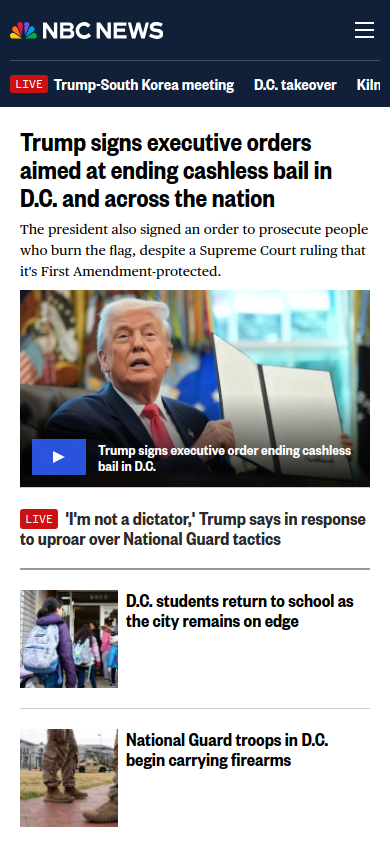 NBC NEWS
LIVE Trump-South Korea meeting D.C. takeover
Trump signs executive orders
aimed at ending cashless bail in
D.C. and across the nation
The president also signed an order to prosecute people
who burn the flag, despite a Supreme Court ruling that
it's First Amendment-protected.
Trump signs executive order ending cashless
bail in D.C.
LIVE 'I'm not a dictator,' Trump says in response
to uproar over National Guard tactics
D.C. students return to school as
the city remains on edge
National Guard troops in D.C.
begin carrying firearms